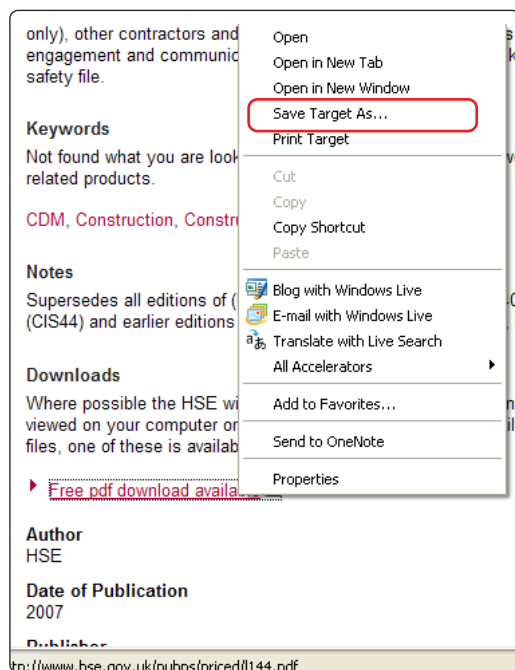 only), other contractors and
engagement and communic
safety file.
Keywords
Not found what you are look
related products.
CDM, Construction, Constru
Notes
Supersedes all editions of (
(CIS44) and earlier editions
Downloads
Where possible the HSE wi
viewed on your computer or
files, one of these is availab
Free pdf download availa
Author
HSE
Date of Publication
2007
Publisher
tp://www.hse.gov.uk/pubns/priced/l144.pdf
Open
Open in New Tab
Open in New Window
Save Target As...
Print Target
Cut
Copy
Copy Shortcut
Paste
Blog with Windows Live
E-mail with Windows Live
Translate with Live Search
All Accelerators
Add to Favorites...
Send to OneNote
Properties